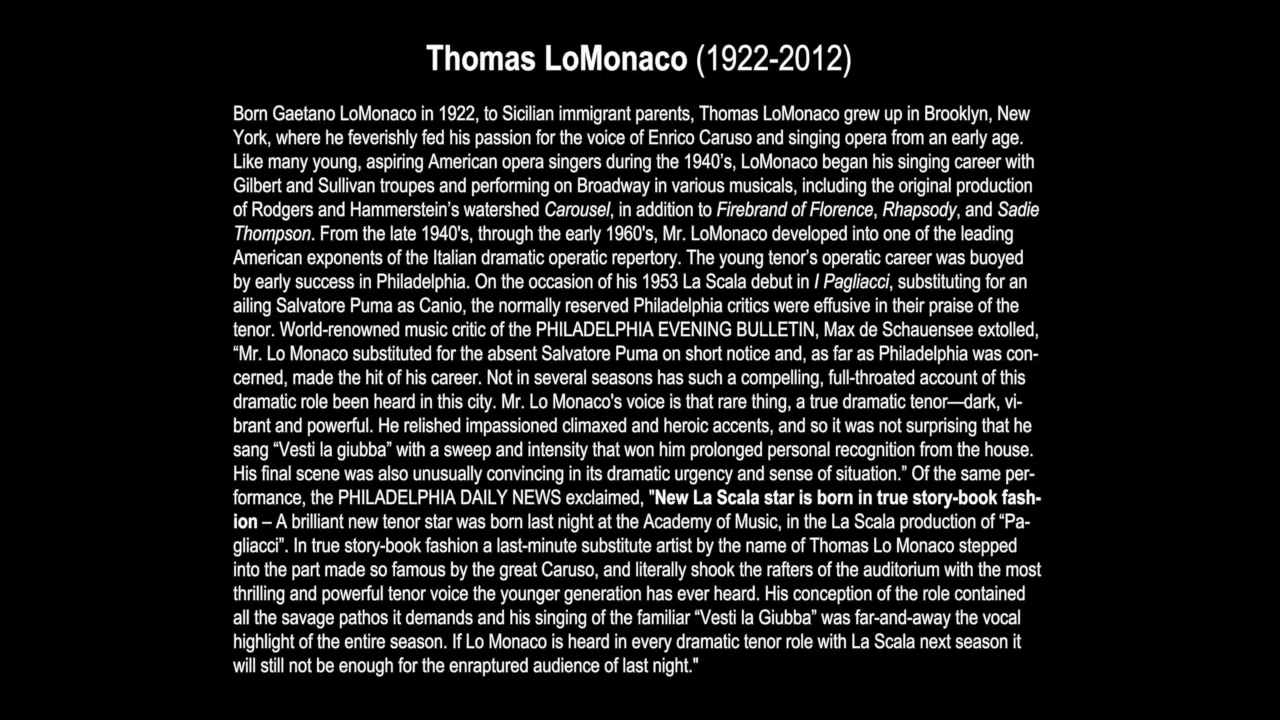 Thomas LoMonaco (1922-2012)
Born Gaetano LoMonaco in 1922, to Sicilian immigrant parents, Thomas LoMonaco grew up in Brooklyn, New
York, where he feverishly fed his passion for the voice of Enrico Caruso and singing opera from an early age.
Like many young, aspiring American opera singers during the 1940's, LoMonaco began his singing career with
Gilbert and Sullivan troupes and performing on Broadway in various musicals, including the original production
of Rodgers and Hammerstein's watershed Carousel, in addition to Firebrand of Florence, Rhapsody, and Sadie
Thompson. From the late 1940's, through the early 1960's, Mr. LoMonaco developed into one of the leading
American exponents of the Italian dramatic operatic repertory. The young tenor's operatic career was buoyed
by early success in Philadelphia. On the occasion of his 1953 La Scala debut in I Pagliacci, substituting for an
ailing Salvatore Puma as Canio, the normally reserved Philadelphia critics were effusive in their praise of the
tenor. World-renowned music critic of the PHILADELPHIA EVENING BULLETIN, Max de Schauensee extolled,
“Mr. Lo Monaco substituted for the absent Salvatore Puma on short notice and, as far as Philadelphia was con-
cerned, made the hit of his career. Not in several seasons has such a compelling, full-throated account of this
dramatic role been heard in this city. Mr. Lo Monaco's voice is that rare thing, a true dramatic tenor—dark, vi-
brant and powerful. He relished impassioned climaxed and heroic accents, and so it was not surprising that he
sang “Vesti la giubba” with a sweep and intensity that won him prolonged personal recognition from the house.
His final scene was also unusually convincing in its dramatic urgency and sense of situation.” Of the same per-
formance, the PHILADELPHIA DAILY NEWS exclaimed, "New La Scala star is born in true story-book fash-
ion – A brilliant new tenor star was born last night at the Academy of Music, in the La Scala production of “Pa-
gliacci”. In true story-book fashion a last-minute substitute artist by the name of Thomas Lo Monaco stepped
into the part made so famous by the great Caruso, and literally shook the rafters of the auditorium with the most
thrilling and powerful tenor voice the younger generation has ever heard. His conception of the role contained
all the savage pathos it demands and his singing of the familiar “Vesti la Giubba” was far-and-away the vocal
highlight of the entire season. If Lo Monaco is heard in every dramatic tenor role with La Scala next season it
will still not be enough for the enraptured audience of last night."